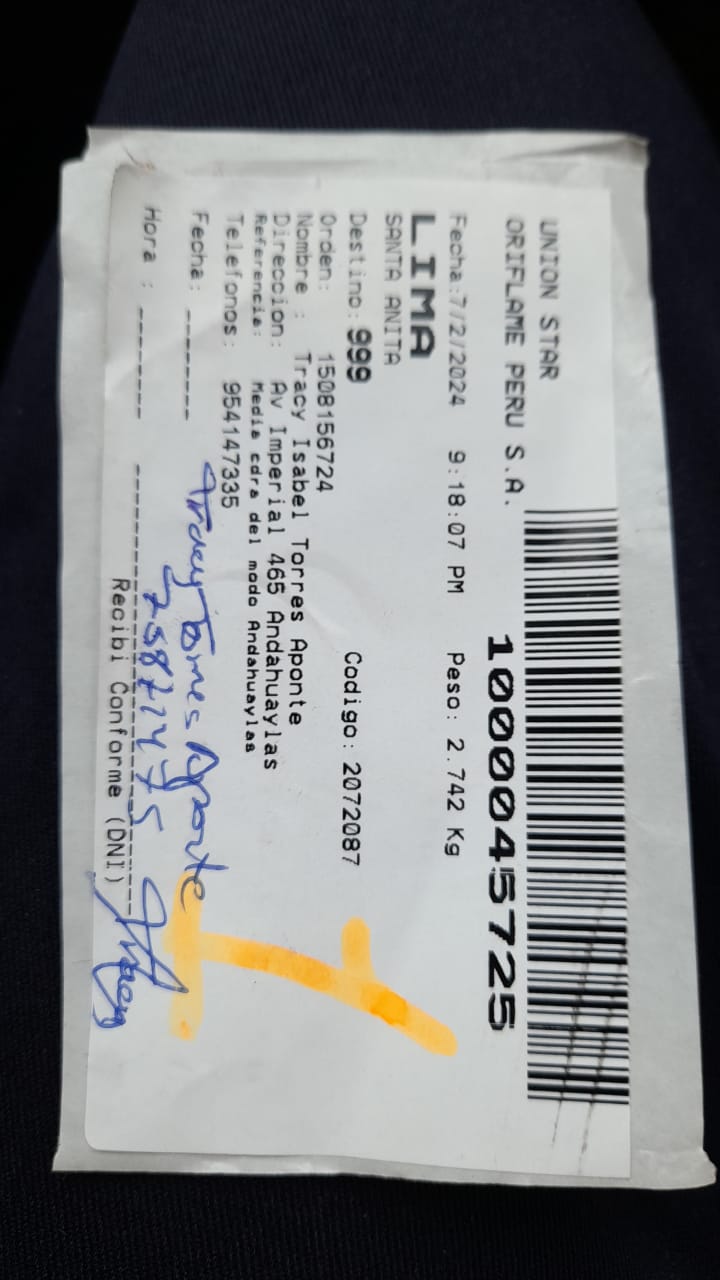 UNION STAR
ORIFLAME PERU S.A.
1000045725
Fecha:7/2/2024 9:18:07 PM Peso: 2.742 Kg
LIMA
SANTA ANITA
Destino: 999 Codigo: 2072087
Orden: 1508156724
Nombre : Tracy Isabel Torres Aponte
Direccion: Av Imperial 465 Andahuaylas
Referencia: Media cdra del modo Andahuaylas
Telefonos: 954147335
Fecha: --------
Tracy Torres Aponte
Hora : --------
Recibi Conforme (DNI)
1